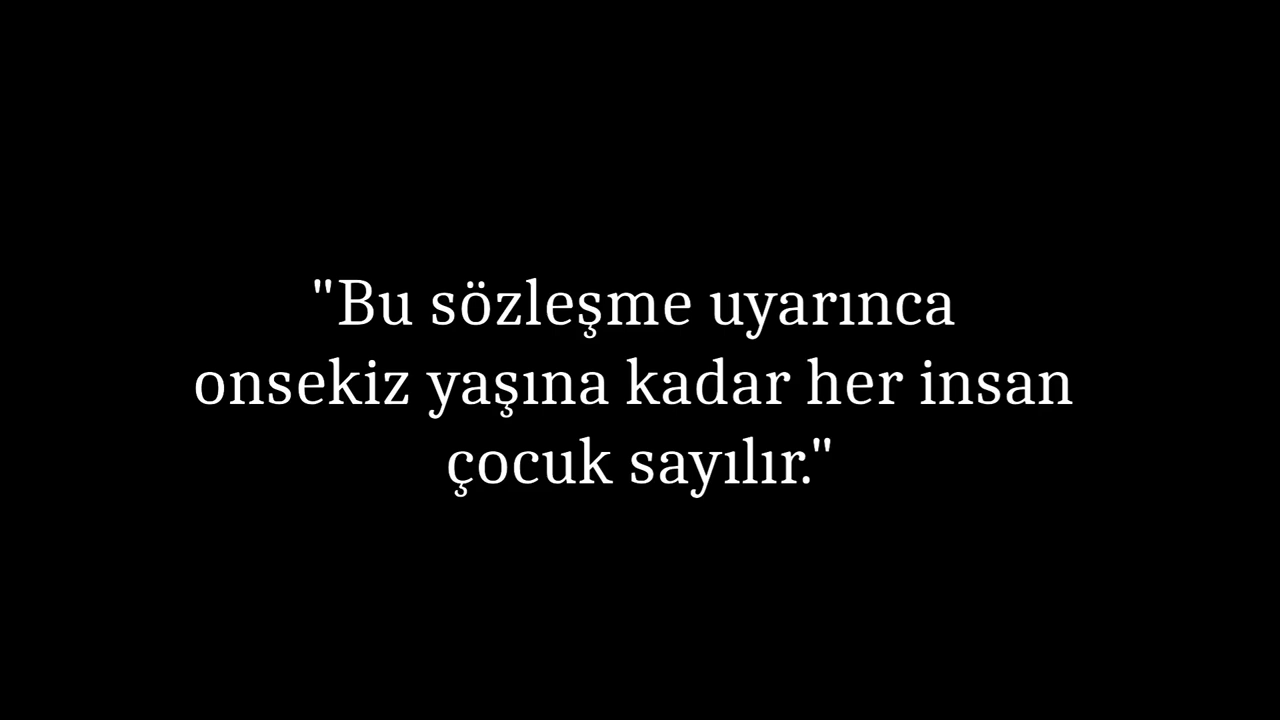 "Bu sözleşme uyarınca
onsekiz yaşına kadar her insan
çocuk sayılır."